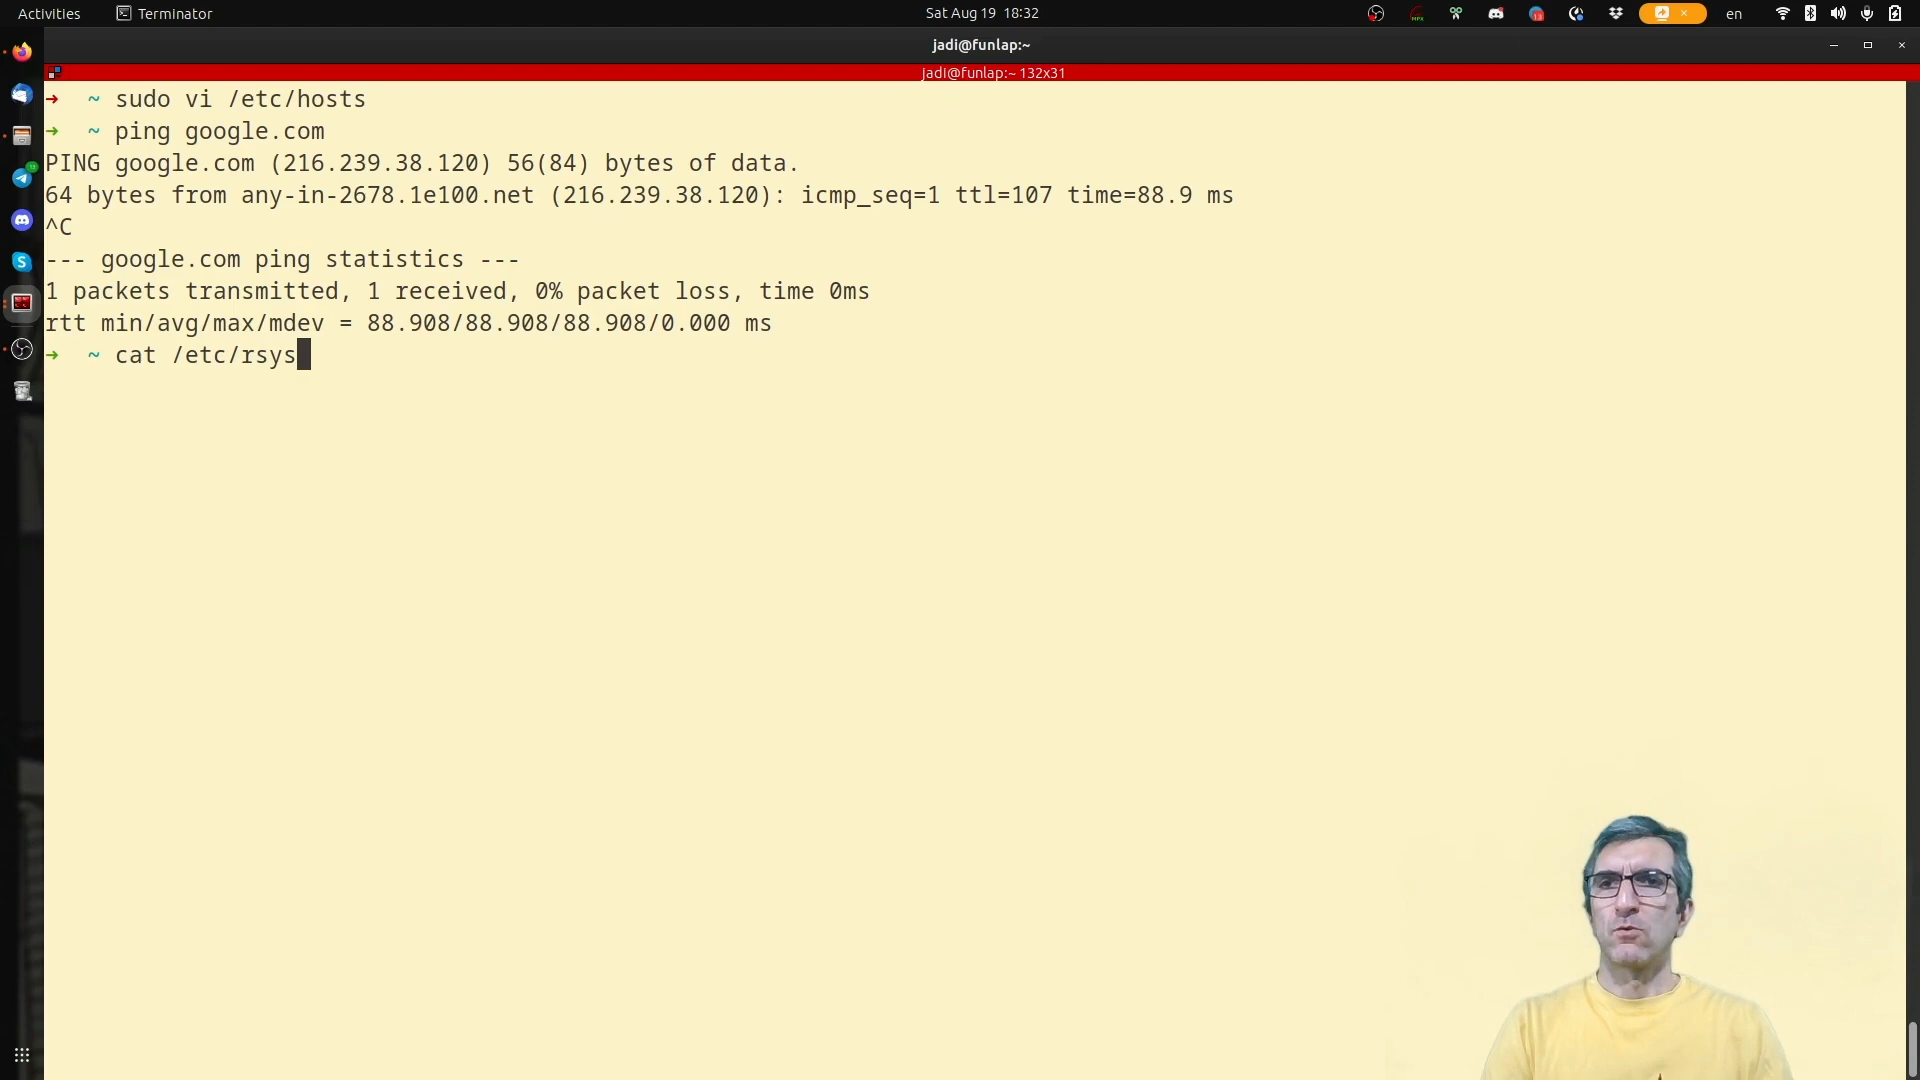 Activities
Terminator
Sat Aug 19 18:32
en
jadi@funlap:~
jadi@funlap:~ 132x31
➜ ~ sudo vi /etc/hosts
➜ ~ ping google.com
PING google.com (216.239.38.120) 56(84) bytes of data.
64 bytes from any-in-2678.1e100.net (216.239.38.120): icmp_seq=1 ttl=107 time=88.9 ms
^C
--- google.com ping statistics ---
1 packets transmitted, 1 received, 0% packet loss, time 0ms
rtt min/avg/max/mdev = 88.908/88.908/88.908/0.000 ms
➜ ~ cat /etc/rsys